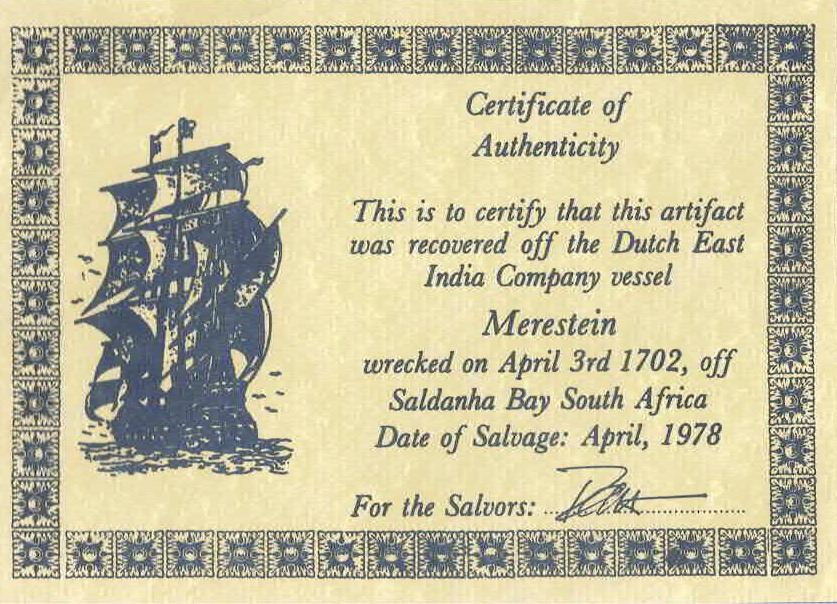 Certificate of
Authenticity
This is to certify that this artifact
was recovered off the Dutch East
India Company vessel
Merestein
wrecked on April 3rd 1702, off
Saldanha Bay South Africa
Date of Salvage: April, 1978
For the Salvors: